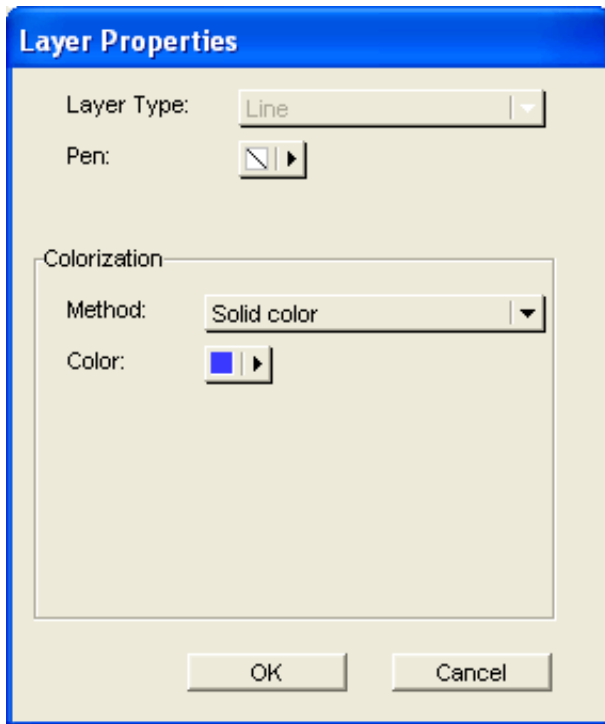 Layer Properties
Layer Type: Line
Pen:
Colorization
Method: Solid color
Color:
OK Cancel